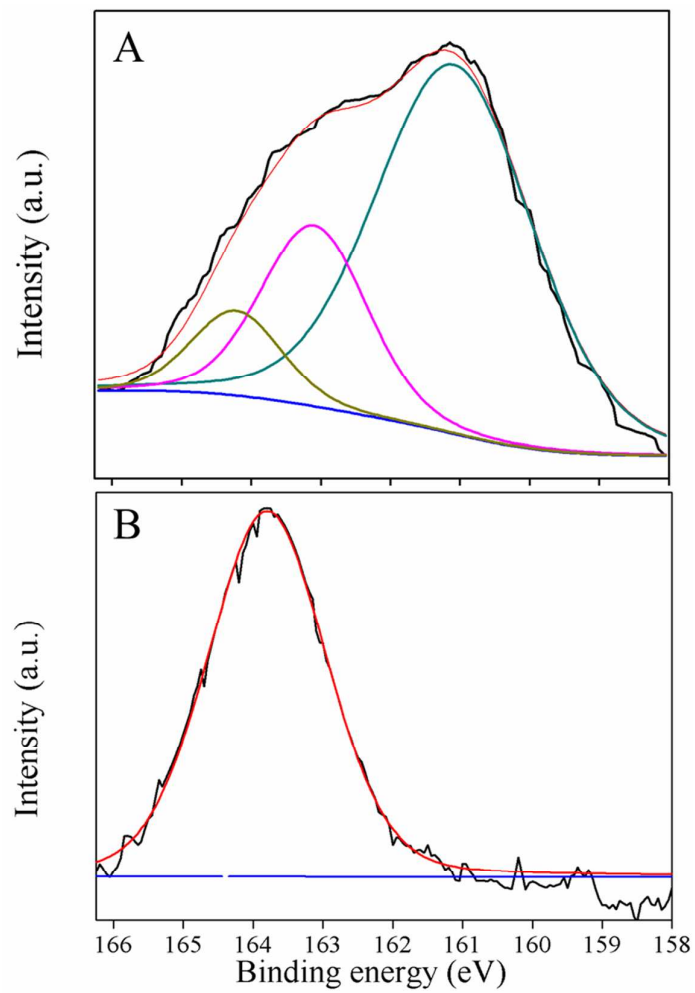 A
Intensity (a.u.)
B
Intensity (a.u.)
166 165 164 163 162 161 160 159 158
Binding energy (eV)